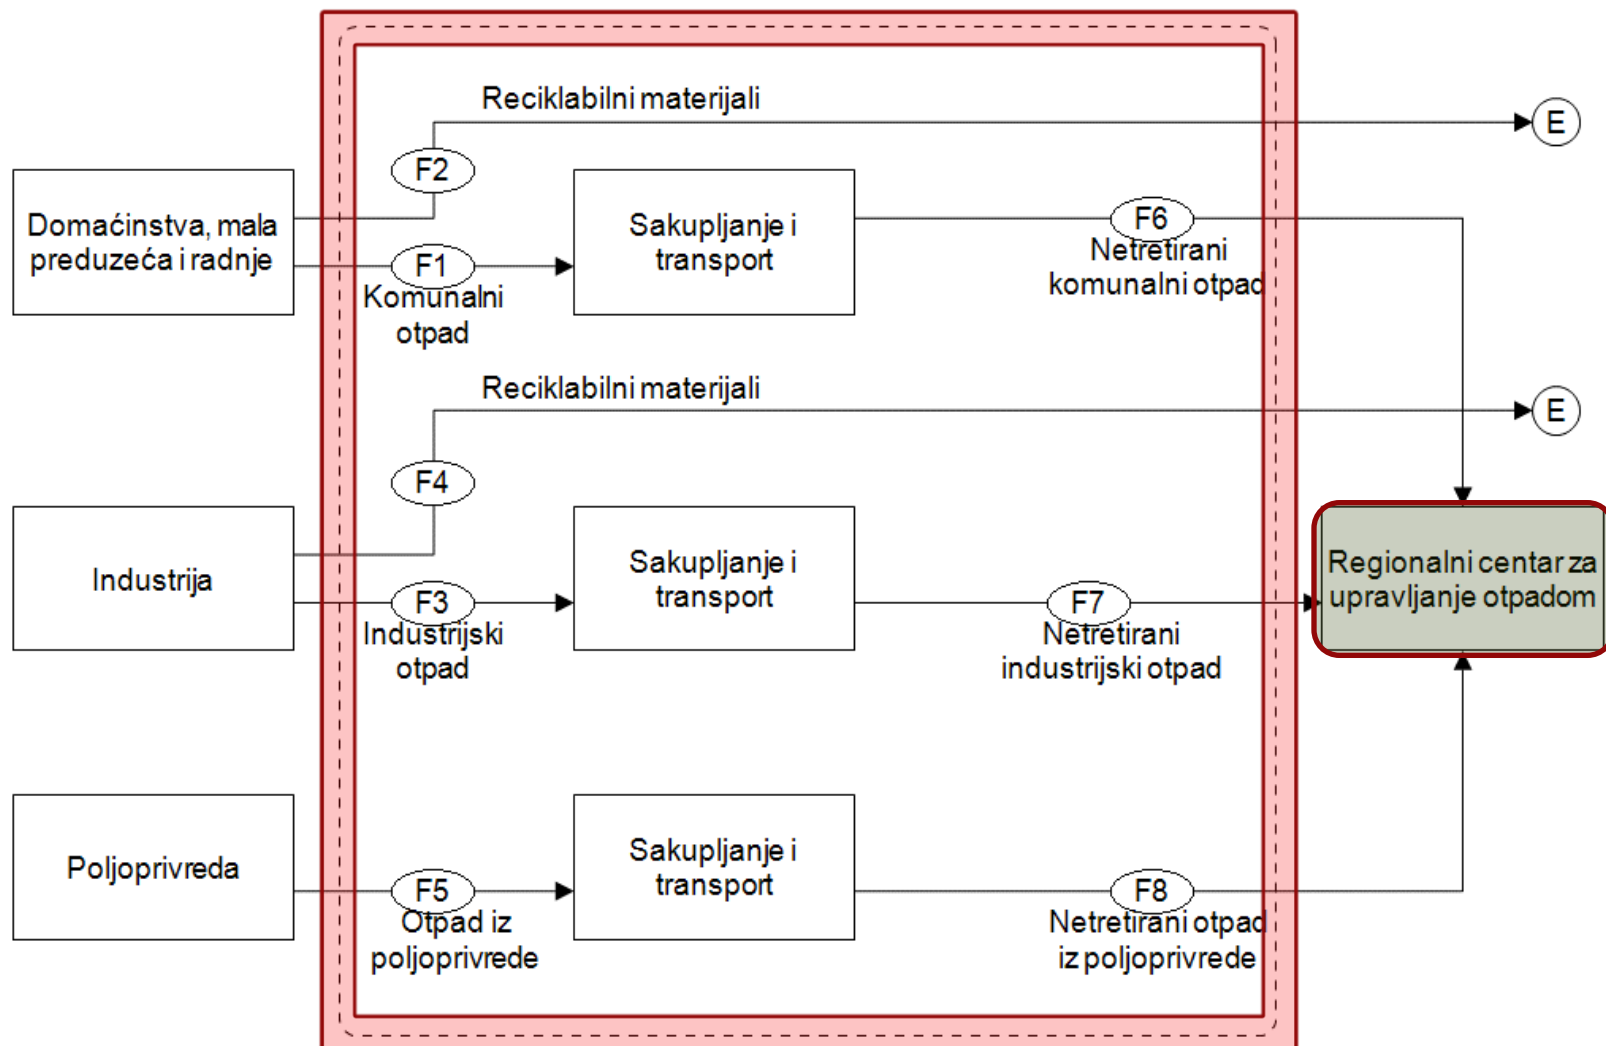 Reciklabilni materijali
E
F2
Domaćinstva, mala
preduzeća i radnje
Sakupljanje i
transport
F6
Netretirani
komunalni otpad
F1
Komunalni
otpad
Reciklabilni materijali
E
F4
Industrija
Sakupljanje i
transport
Regionalni centar za
upravljanje otpadom
F3
Industrijski
otpad
F7
Netretirani
industrijski otpad
Poljoprivreda
Sakupljanje i
transport
F5
Otpad iz
poljoprivrede
F8
Netretirani otpad
iz poljoprivrede